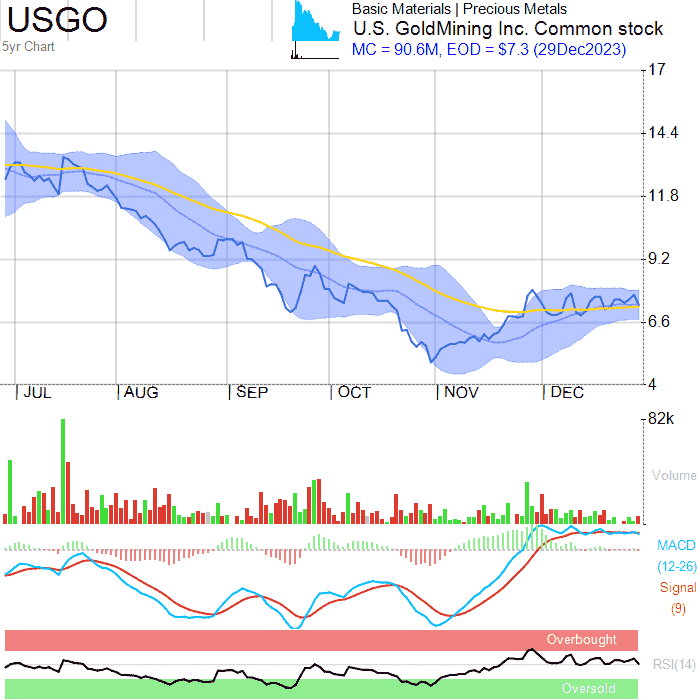 USGO
5yr Chart
Basic Materials | Precious Metals
U.S. GoldMining Inc. Common stock
MC = 90.6M, EOD = $7.3 (29Dec2023)
17
14.4
11.8
9.2
6.6
4
JUL AUG SEP OCT NOV DEC
82k
Volume
MACD
(12-26)
Signal
(9)
Overbought
RSI(14)
Oversold